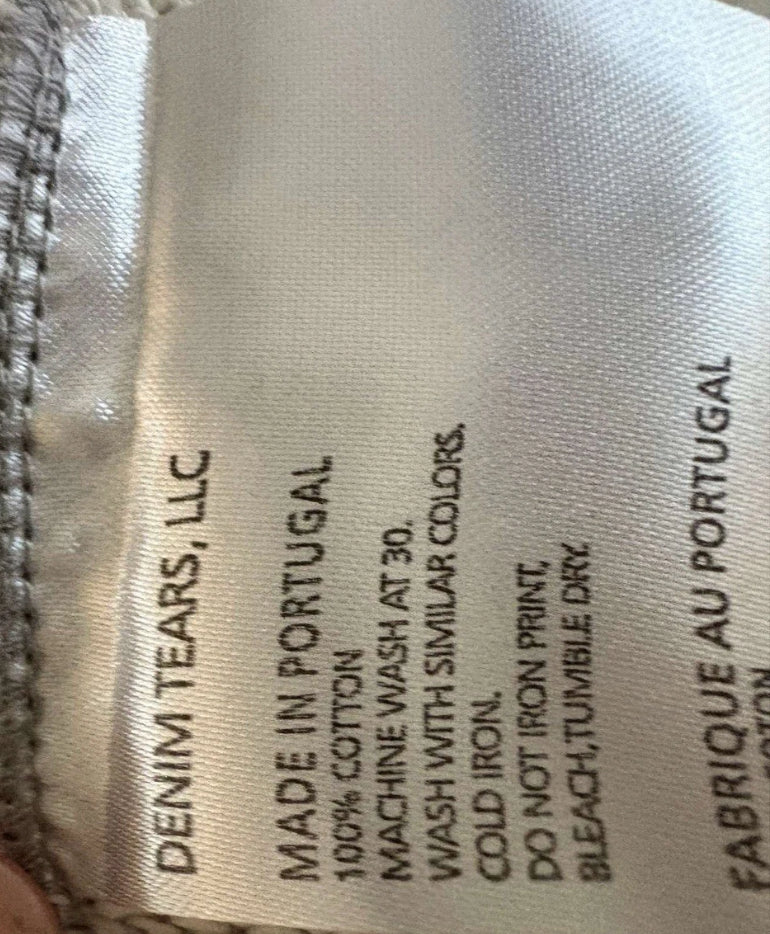 DENIM TEARS, LLC
MADE IN PORTUGAL
100% COTTON
MACHINE WASH AT 30.
WASH WITH SIMILAR COLORS.
COLD IRON.
DO NOT IRON PRINT,
BLEACH,TUMBLE DRY.
FABRIQUE AU PORTUGAL